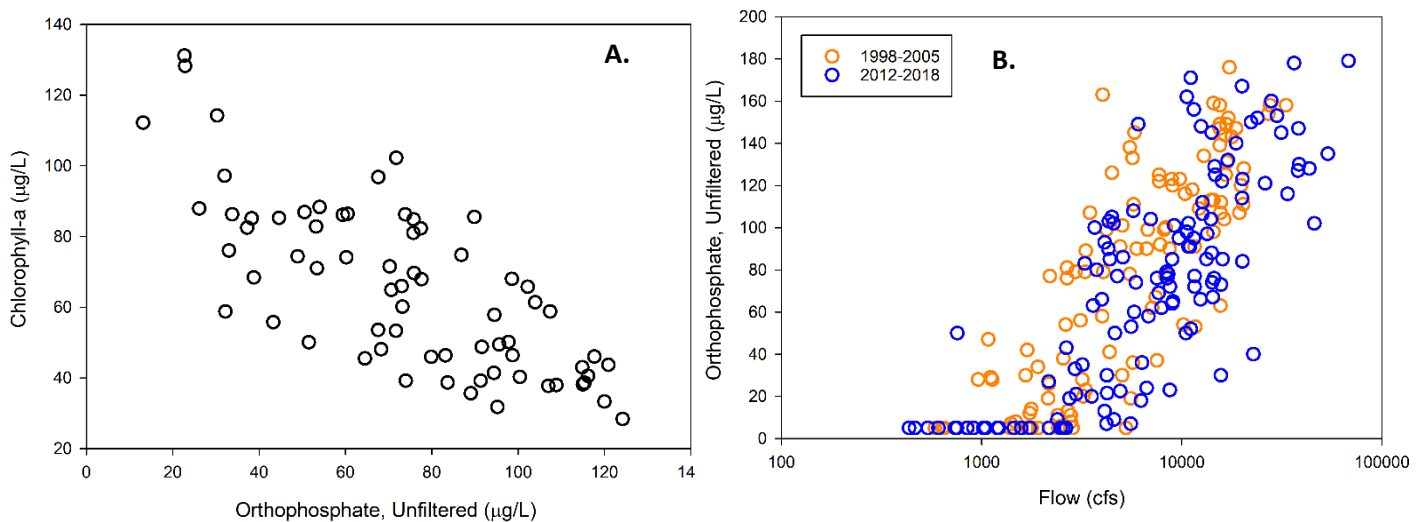 A.
Chlorophyll-a (µg/L)
140
120
100
80
60
40
20
0 20 40 60 80 100 120 14
Orthophosphate, Unfiltered (µg/L)
B.
1998-2005
2012-2018
Orthophosphate, Unfiltered (µg/L)
200
180
160
140
120
100
80
60
40
20
0
100 1000 10000 100000
Flow (cfs)